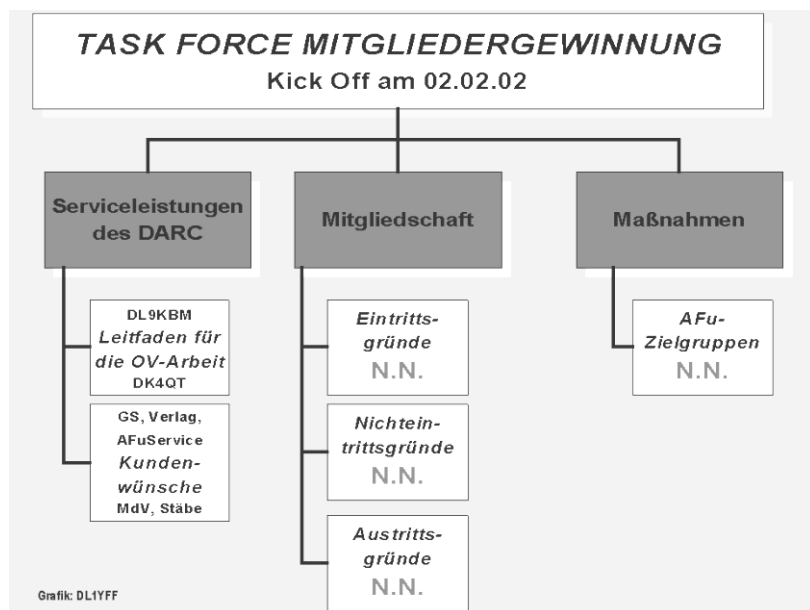 TASK FORCE MITGLIEDERGEWINNUNG
Kick Off am 02.02.02
Serviceleistungen
des DARC
DL9KBM
Leitfaden für
die OV-Arbeit
DK4QT
GS, Verlag,
AFuService
Kunden-
wünsche
MdV, Stäbe
Mitgliedschaft
Eintritts-
gründe
N.N.
Nichtein-
trittsgründe
N.N.
Austritts-
gründe
N.N.
Maßnahmen
AFu-
Zielgruppen
N.N.
Grafik: DL1YFF